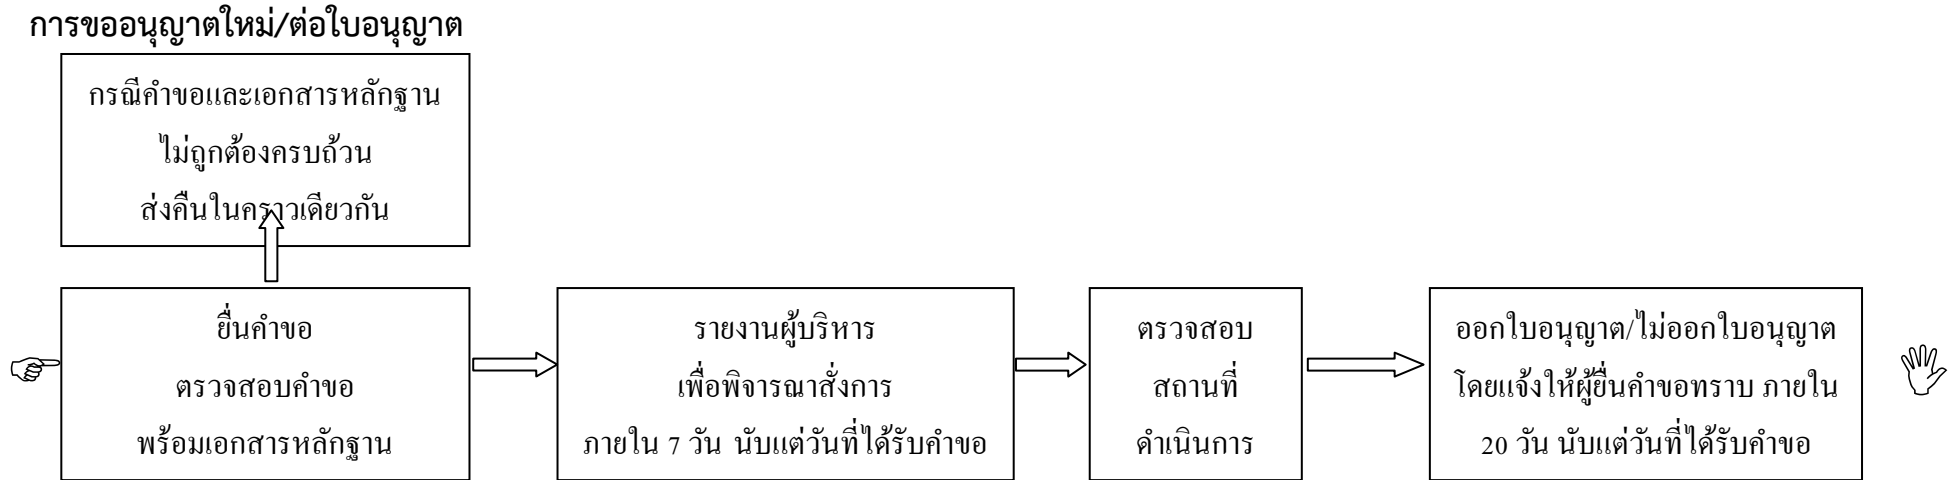 การขออนุญาตใหม่/ต่อใบอนุญาต
กรณีคำขอและเอกสารหลักฐาน
ไม่ถูกต้องครบถ้วน
ส่งคืนในคราวเดียวกัน
ยื่นคำขอ
ตรวจสอบคำขอ
พร้อมเอกสารหลักฐาน
รายงานผู้บริหาร
เพื่อพิจารณาสั่งการ
ภายใน 7 วัน นับแต่วันที่ได้รับคำขอ
ตรวจสอบ
สถานที่
ดำเนินการ
ออกใบอนุญาต/ไม่ออกใบอนุญาต
โดยแจ้งให้ผู้ยื่นคำขอทราบ ภายใน
20 วัน นับแต่วันที่ได้รับคำขอ